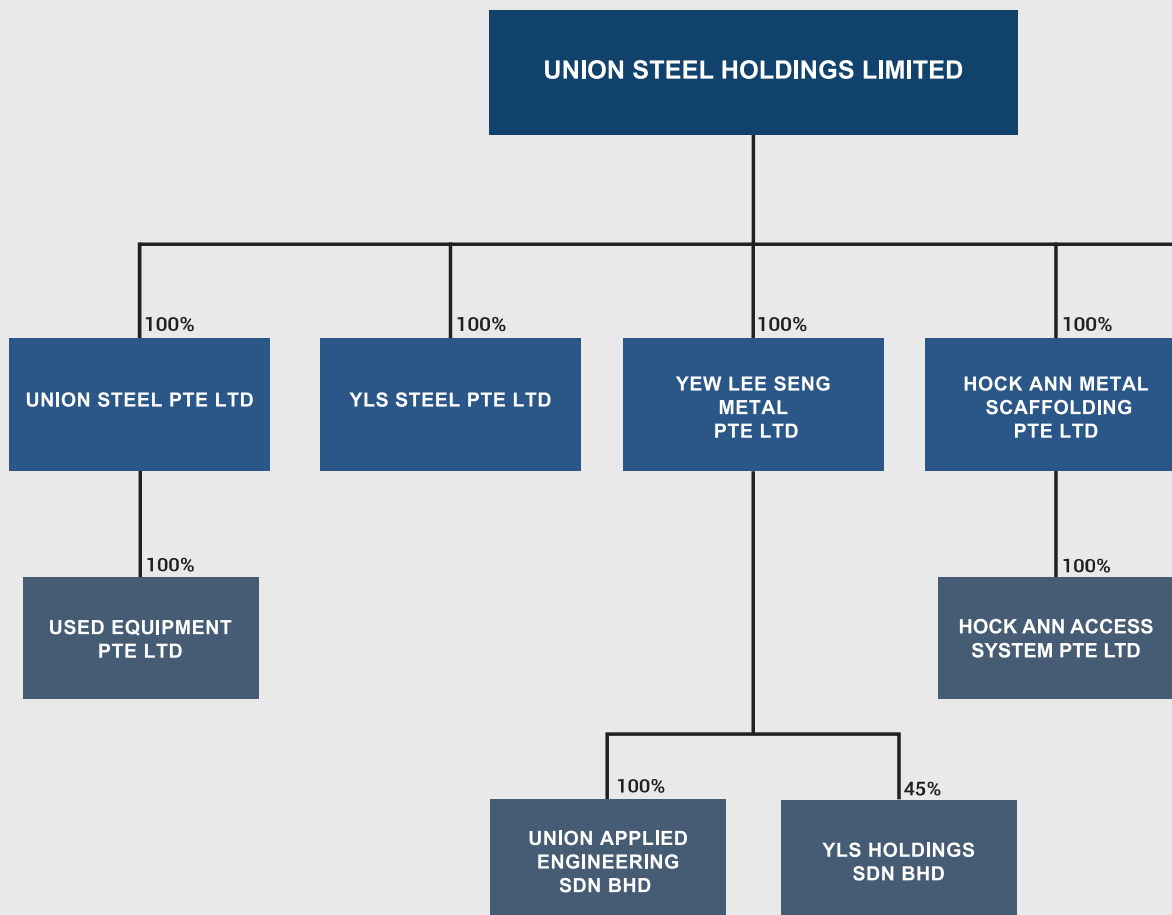 UNION STEEL HOLDINGS LIMITED
100%
100%
100%
100%
UNION STEEL PTE LTD
YLS STEEL PTE LTD
YEW LEE SENG
METAL
PTE LTD
HOCK ANN METAL
SCAFFOLDING
PTE LTD
100%
100%
USED EQUIPMENT
PTE LTD
HOCK ANN ACCESS
SYSTEM PTE LTD
100%
45%
UNION APPLIED
ENGINEERING
SDN BHD
YLS HOLDINGS
SDN BHD